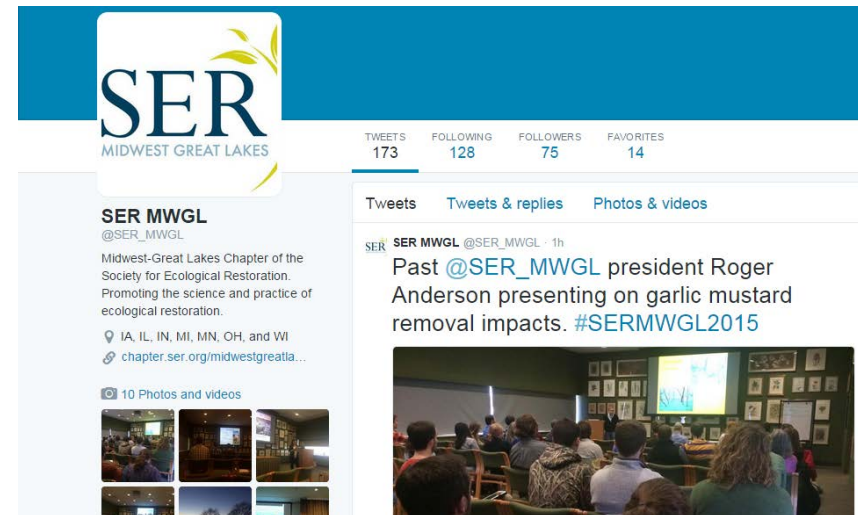 SER
MIDWEST GREAT LAKES
TWEETS FOLLOWING FOLLOWERS FAVORITES
173 128 75 14
SER MWGL
@SER_MWGL
Midwest-Great Lakes Chapter of the
Society for Ecological Restoration.
Promoting the science and practice of
ecological restoration.
IA, IL, IN, MI, MN, OH, and WI
chapter.ser.org/midwestgreatla...
10 Photos and videos
Tweets Tweets & replies Photos & videos
SER SER MWGL @SER_MWGL · 1h
Past @SER_MWGL president Roger
Anderson presenting on garlic mustard
removal impacts. #SERMWGL2015